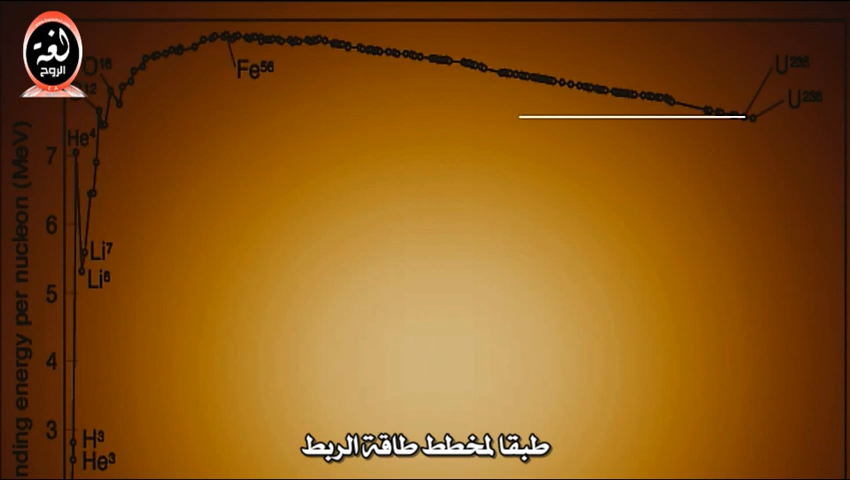 لغة
الروح
O¹⁶
12
Fe⁵⁶
U²³⁵
U²³⁸
He⁴
7
6
Li⁷
Li⁶
5
4
3
H³
He³
nding energy per nucleon (MeV)
طبقا لمخطط طاقة الربط